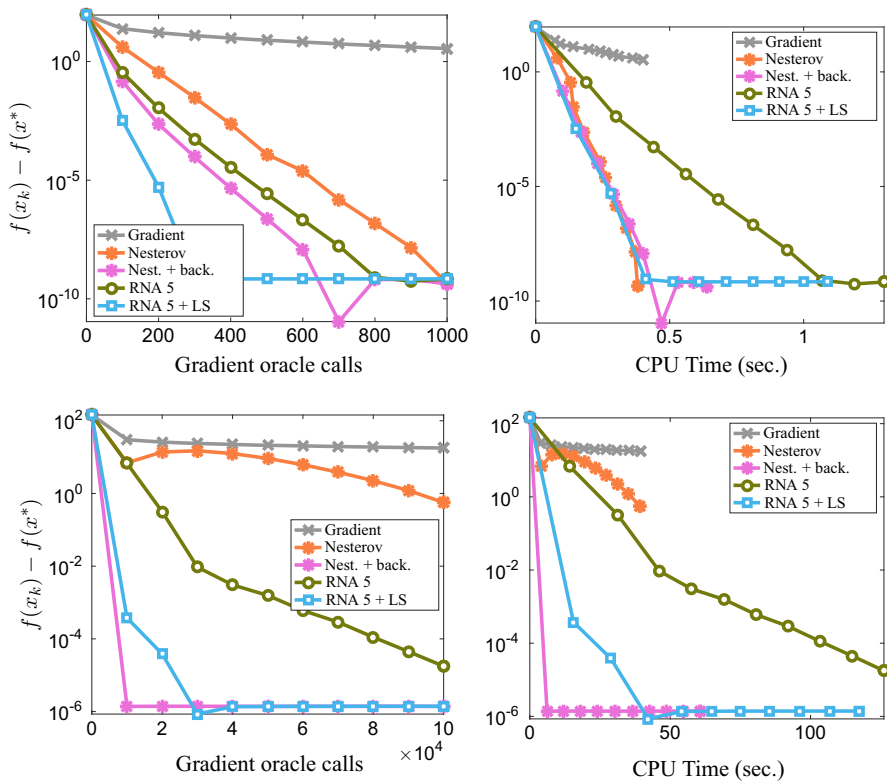 10^0
10^-5
10^-10
f(x_k) − f(x*)
0 200 400 600 800 1000
Gradient oracle calls
Gradient
Nesterov
Nest. + back.
RNA 5
RNA 5 + LS
10^0
10^-5
10^-10
0 0.5 1
CPU Time (sec.)
Gradient
Nesterov
Nest. + back.
RNA 5
RNA 5 + LS
10^2
10^0
10^-2
10^-4
10^-6
f(x_k) − f(x*)
0 2 4 6 8 10
× 10^4
Gradient oracle calls
Gradient
Nesterov
Nest. + back.
RNA 5
RNA 5 + LS
10^2
10^0
10^-2
10^-4
10^-6
0 50 100
CPU Time (sec.)
Gradient
Nesterov
Nest. + back.
RNA 5
RNA 5 + LS